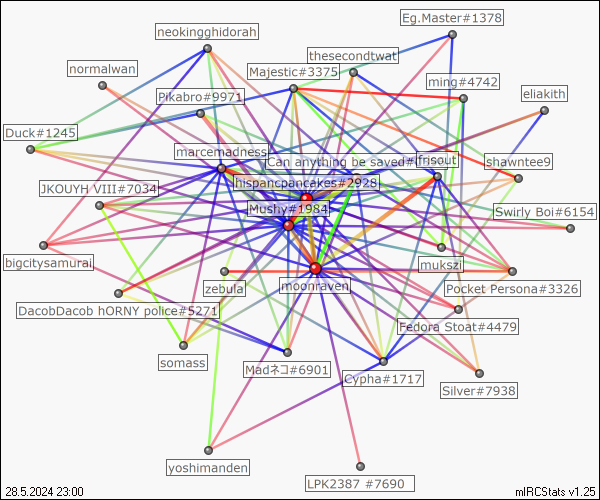 Eg.Master#1378
neokingghidorah
thesecondtwat
normalwan
Majestic#3375
ming#4742
Pikabro#9971
eliakith
Duck#1245
marcemadness
Can anything be saved#
frisout
shawntee9
hispancpancakes#2928
JKOUYH VIII#7034
Mushy#1984
Swirly Boi#6154
bigcitysamurai
mukszi
zebula
moonraven
Pocket Persona#3326
DacobDacob hORNY police#5271
Fedora Stoat#4479
somass
Madネコ#6901
Cypha#1717
Silver#7938
yoshimanden
LPK2387 #7690
28.5.2024 23:00
mIRCStats v1.25